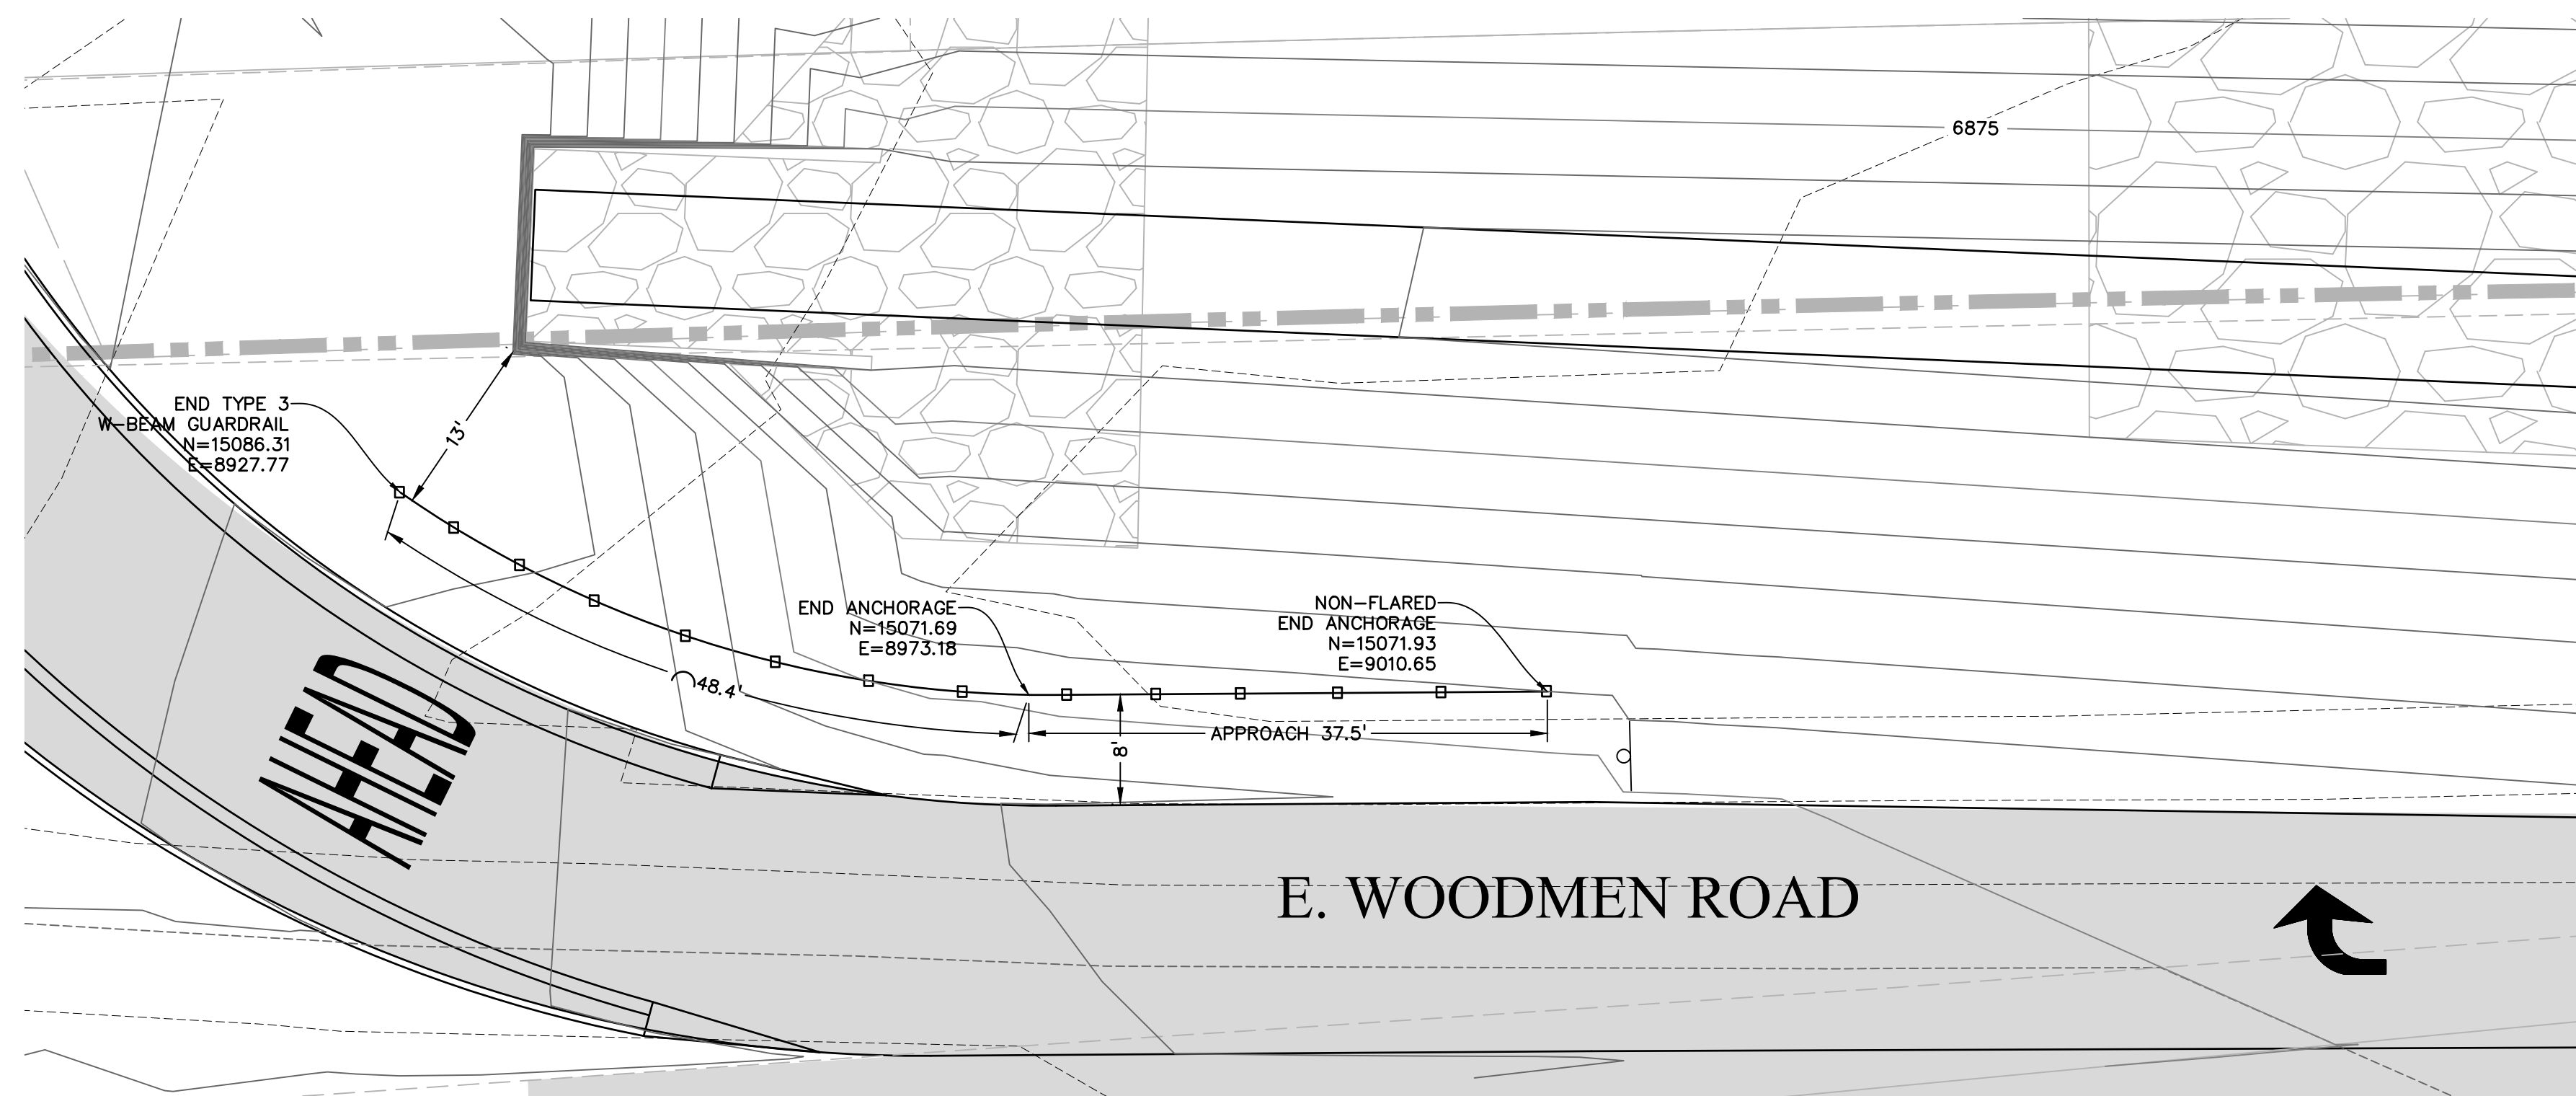 6875
END TYPE 3
W-BEAM GUARDRAIL
N=15086.31
E=8927.77
13'
END ANCHORAGE
N=15071.69
E=8973.18
NON-FLARED
END ANCHORAGE
N=15071.93
E=9010.65
48.4'
APPROACH 37.5'
8'
AHEAD
E. WOODMEN ROAD